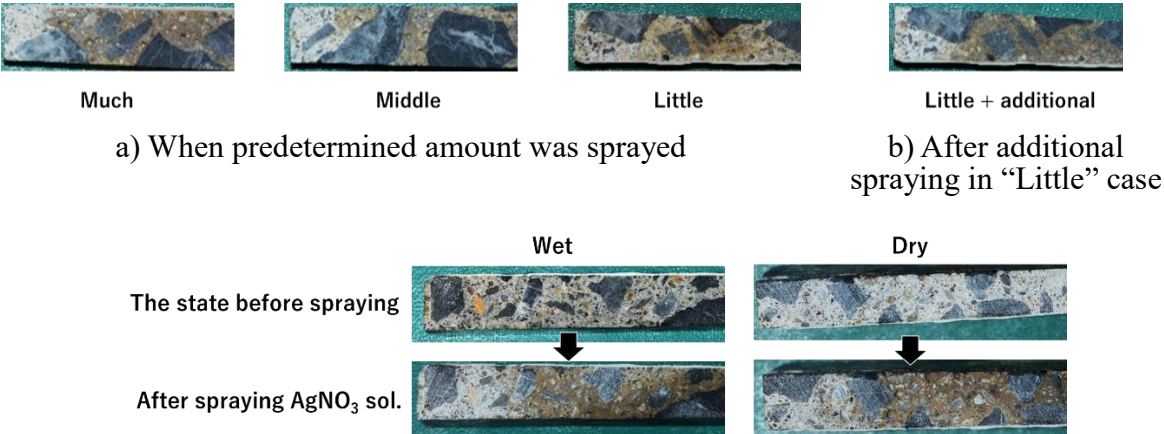 Much Middle Little Little + additional
a) When predetermined amount was sprayed
b) After additional
spraying in “Little” case
Wet Dry
The state before spraying
After spraying AgNO₃ sol.